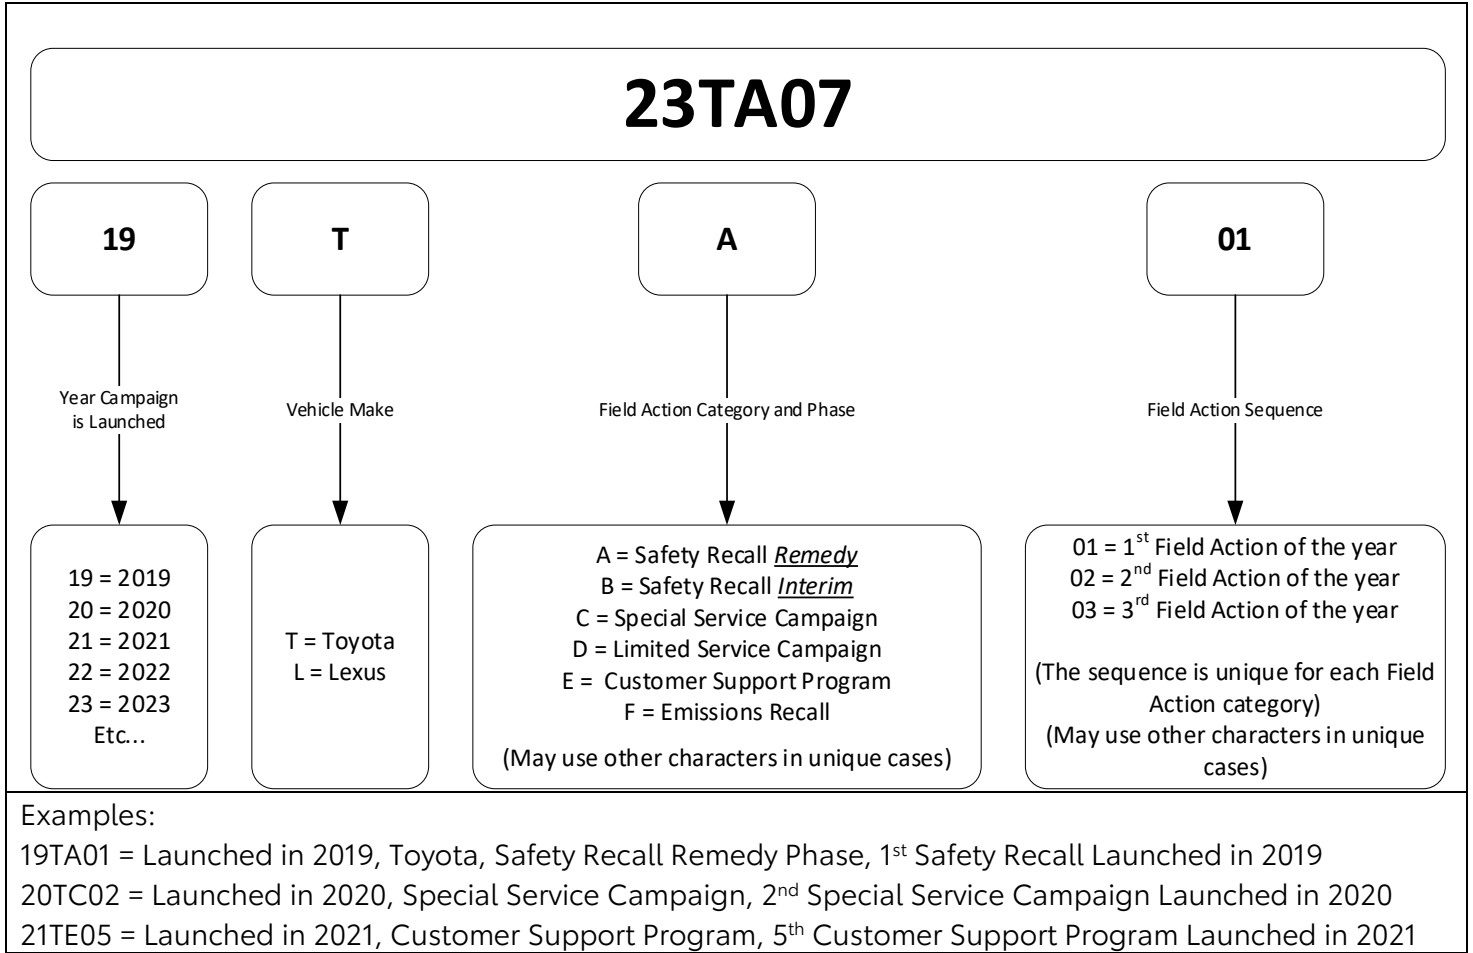 23TA07
19
T
A
01
Year Campaign
is Launched
Vehicle Make
Field Action Category and Phase
Field Action Sequence
19 = 2019
20 = 2020
21 = 2021
22 = 2022
23 = 2023
Etc...
T = Toyota
L = Lexus
A = Safety Recall Remedy
B = Safety Recall Interim
C = Special Service Campaign
D = Limited Service Campaign
E = Customer Support Program
F = Emissions Recall
(May use other characters in unique cases)
01 = 1st Field Action of the year
02 = 2nd Field Action of the year
03 = 3rd Field Action of the year
(The sequence is unique for each Field
Action category)
(May use other characters in unique
cases)
Examples:
19TA01 = Launched in 2019, Toyota, Safety Recall Remedy Phase, 1st Safety Recall Launched in 2019
20TC02 = Launched in 2020, Special Service Campaign, 2nd Special Service Campaign Launched in 2020
21TE05 = Launched in 2021, Customer Support Program, 5th Customer Support Program Launched in 2021